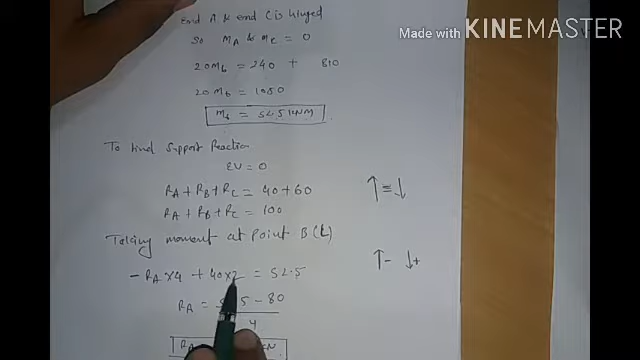 End A & end C is hinged
Made with KINEMASTER
So MA & MC = 0
20Mb = 240 + 810
20Mb = 1050
Mb = 52.5 KNM
To find Support Reaction
ΣV = 0
RA + RB + RC = 40 + 60
↑ ≡ ↓
RA + RB + RC = 100
Taking moment at Point B (L)
- RA × 4 + 40 × 2 = 52.5
↑- ↓+
RA = 5 - 80
4
RA